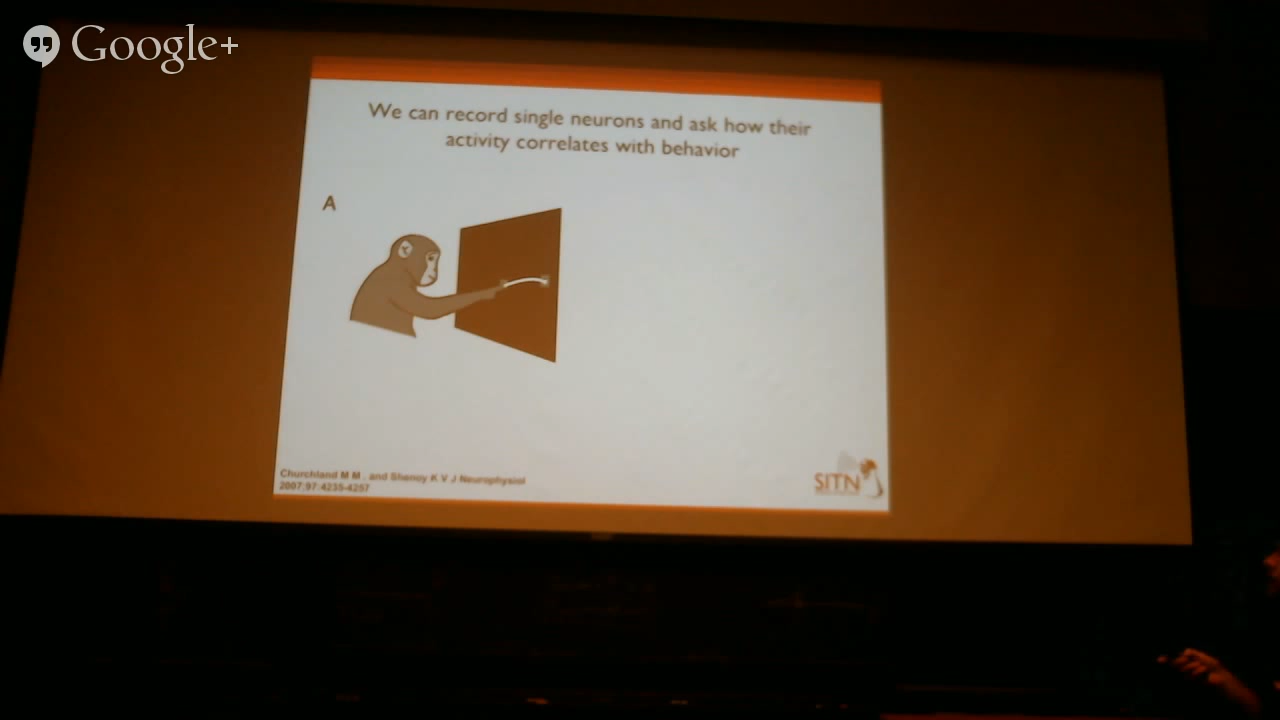 Google+
We can record single neurons and ask how their
activity correlates with behavior
A
Churchland M M , and Shenoy K V J Neurophysiol
2007;97:4235-4257
SITN